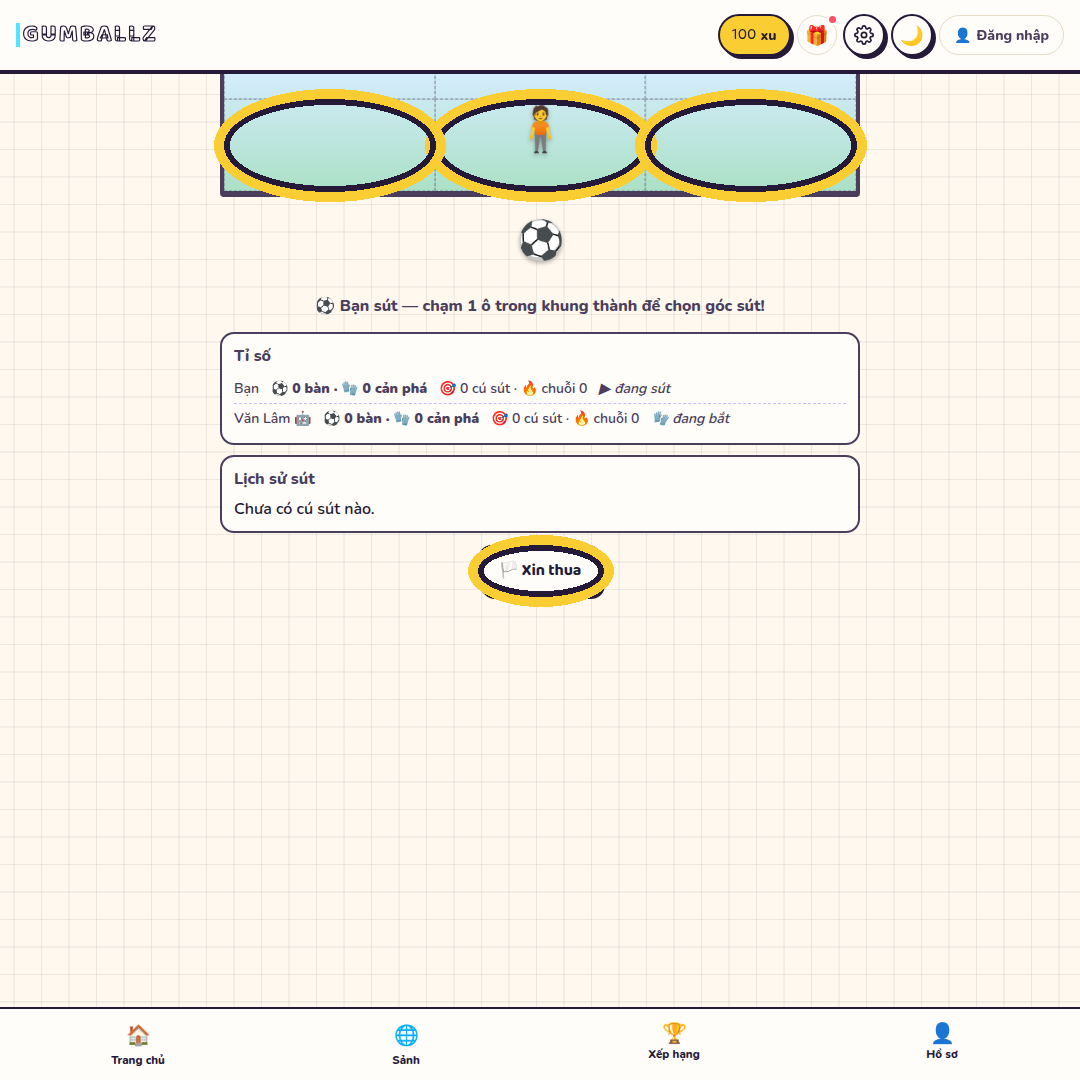 GUMBALLZ
100 xu
Đăng nhập
Bạn sút — chạm 1 ô trong khung thành để chọn góc sút!
Tỉ số
Bạn 0 bàn · 0 cản phá 0 cú sút · chuỗi 0 ▶ đang sút
Văn Lâm 0 bàn · 0 cản phá 0 cú sút · chuỗi 0 đang bắt
Lịch sử sút
Chưa có cú sút nào.
Xin thua
Trang chủ
Sảnh
Xếp hạng
Hồ sơ